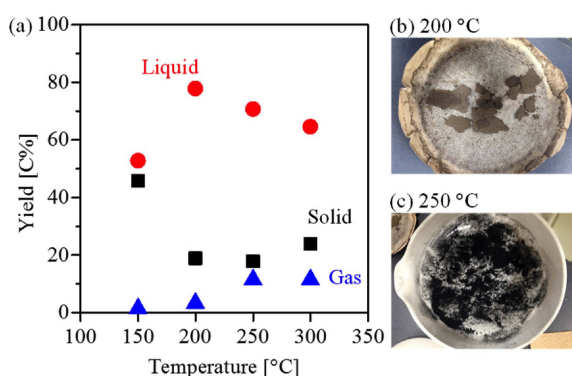 (a)
100
80
60
40
20
0
Yield [C%]
Liquid
Solid
Gas
100 150 200 250 300 350
Temperature [°C]
(b) 200 °C
(c) 250 °C